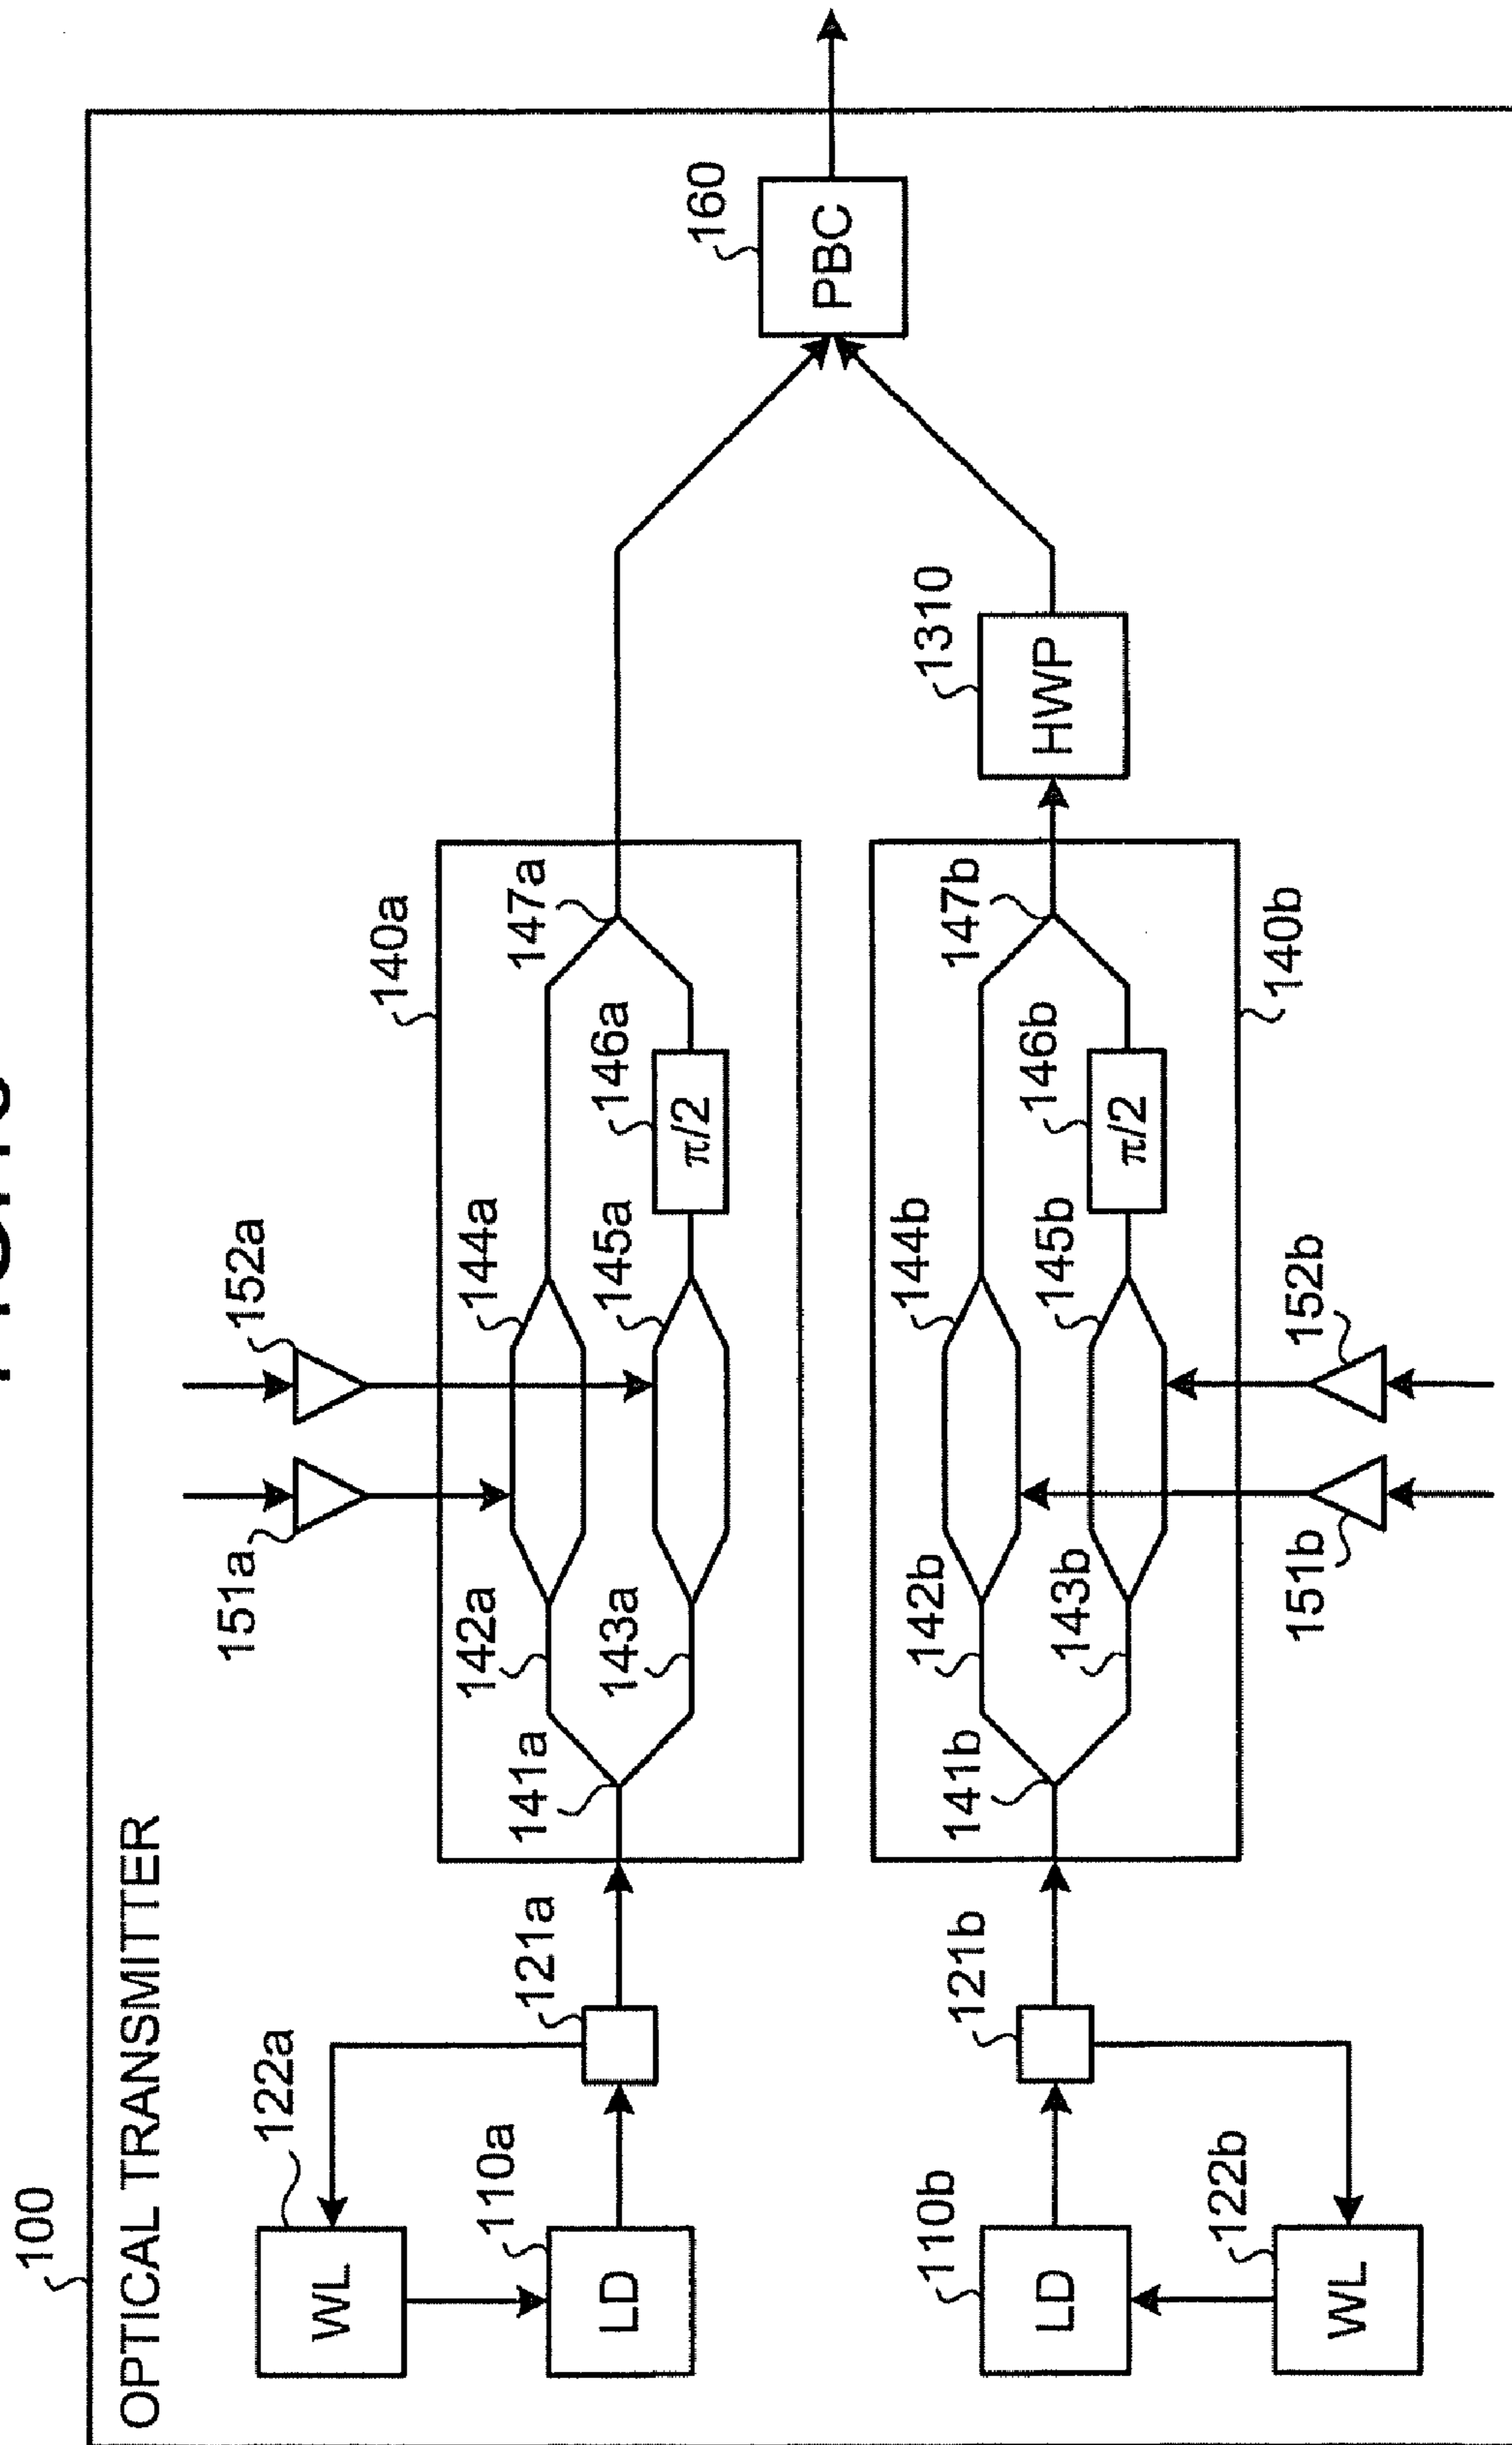 100
OPTICAL TRANSMITTER
122a
WL
110a
LD
121a
151a
152a
140a
141a
142a
143a
144a
145a
146a
π/2
147a
160
PBC
110b
LD
122b
WL
121b
140b
141b
142b
143b
144b
145b
146b
π/2
147b
151b
152b
1310
HWP